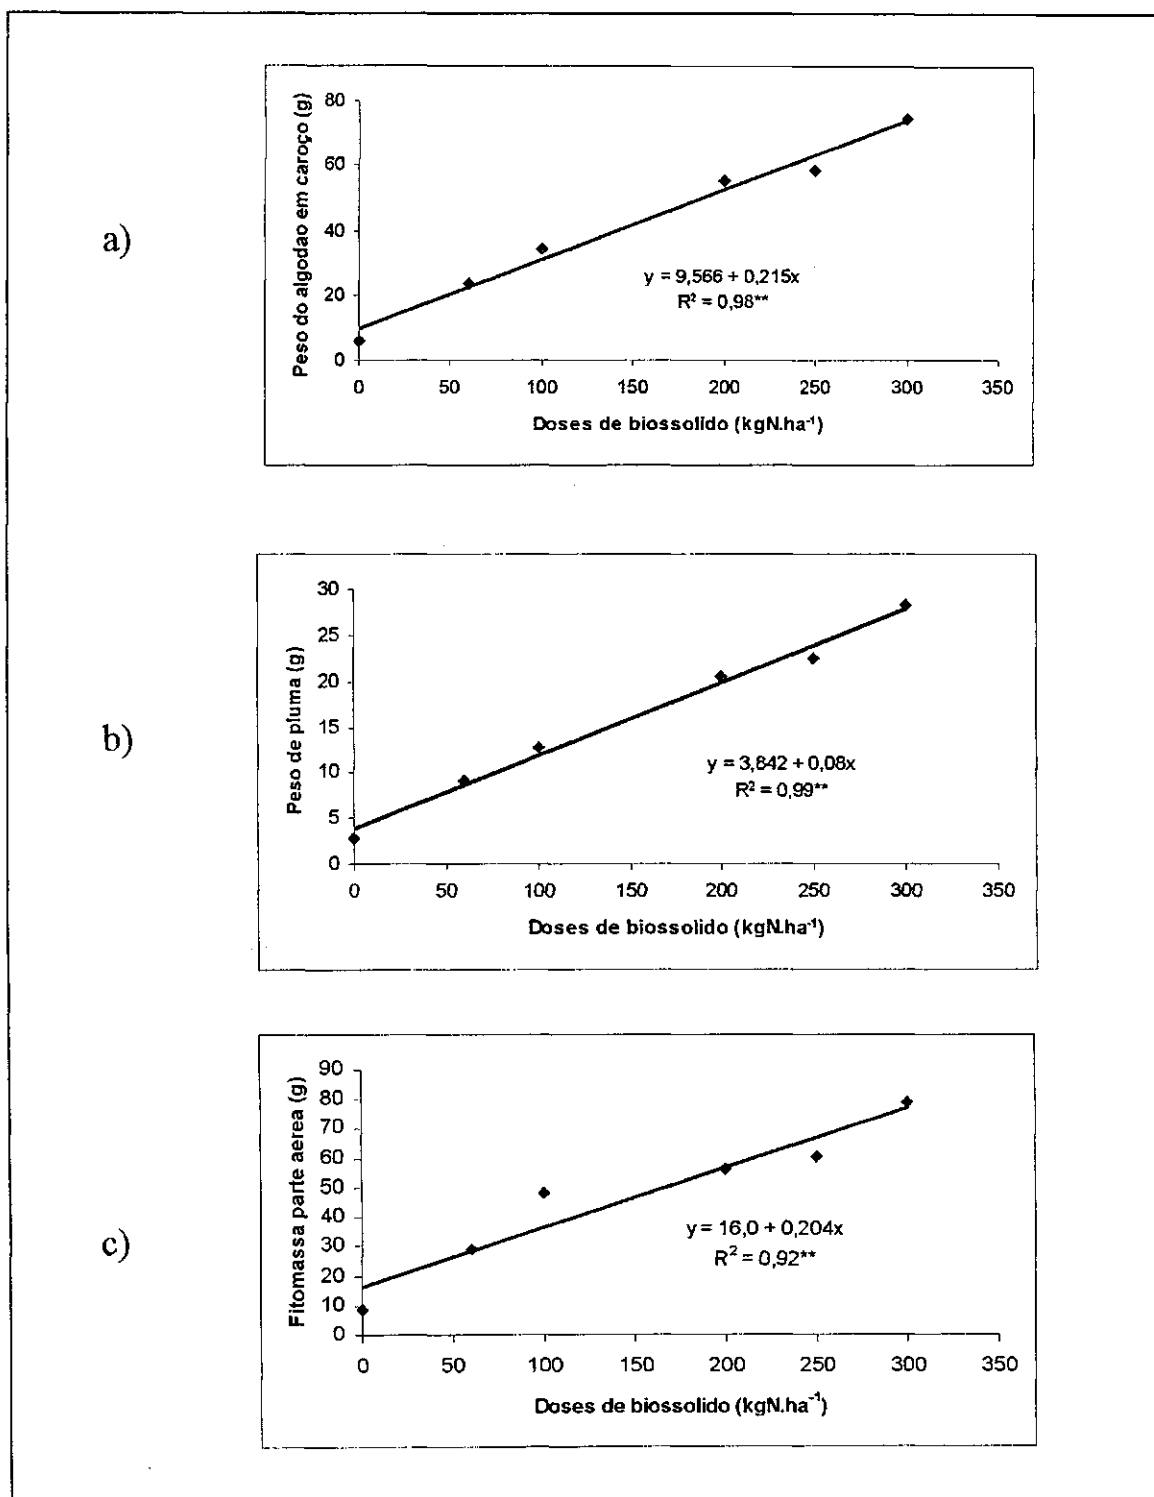 a)
Peso do algodao em caroço (g)
80
60
40
20
0
y = 9,566 + 0,215x
R² = 0,98**
0 50 100 150 200 250 300 350
Doses de biossolido (kgN.ha⁻¹)
b)
Peso de pluma (g)
30
25
20
15
10
5
0
y = 3,842 + 0,08x
R² = 0,99**
0 50 100 150 200 250 300 350
Doses de biossolido (kgN.ha⁻¹)
c)
Fitomassa parte aerea (g)
90
80
70
60
50
40
30
20
10
0
y = 16,0 + 0,204x
R² = 0,92**
0 50 100 150 200 250 300 350
Doses de biossolido (kgN.ha⁻¹)